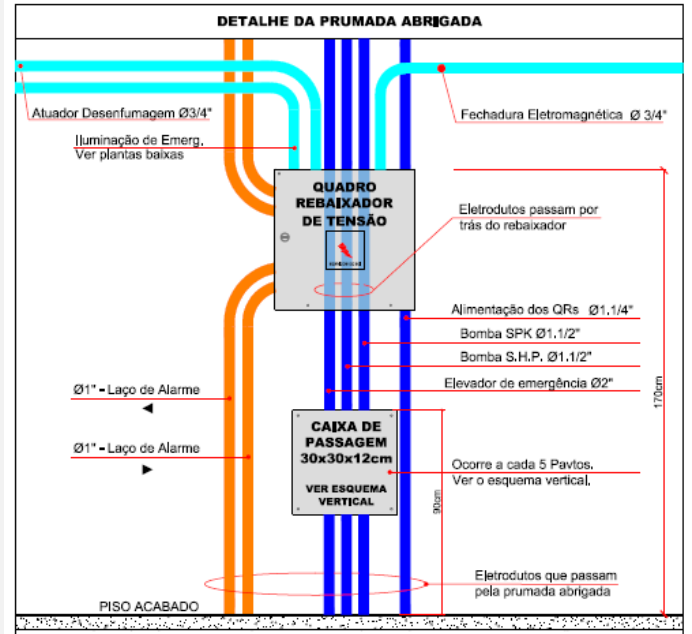 DETALHE DA PRUMADA ABRIGADA
Atuador Desenfumagem Ø3/4"
Fechadura Eletromagnética Ø 3/4"
Iluminação de Emerg.
Ver plantas baixas
QUADRO
REBAIXADOR
DE TENSÃO
Eletrodutos passam por
trás do rebaixador
Alimentação dos QRs Ø1.1/4"
Bomba SPK Ø1.1/2"
Bomba S.H.P. Ø1.1/2"
Elevador de emergência Ø2"
170cm
Ø1" - Laço de Alarme
Ø1" - Laço de Alarme
CAIXA DE
PASSAGEM
30x30x12cm
VER ESQUEMA
VERTICAL
Ocorre a cada 5 Pavtos.
Ver o esquema vertical.
90cm
Eletrodutos que passam
pela prumada abrigada
PISO ACABADO